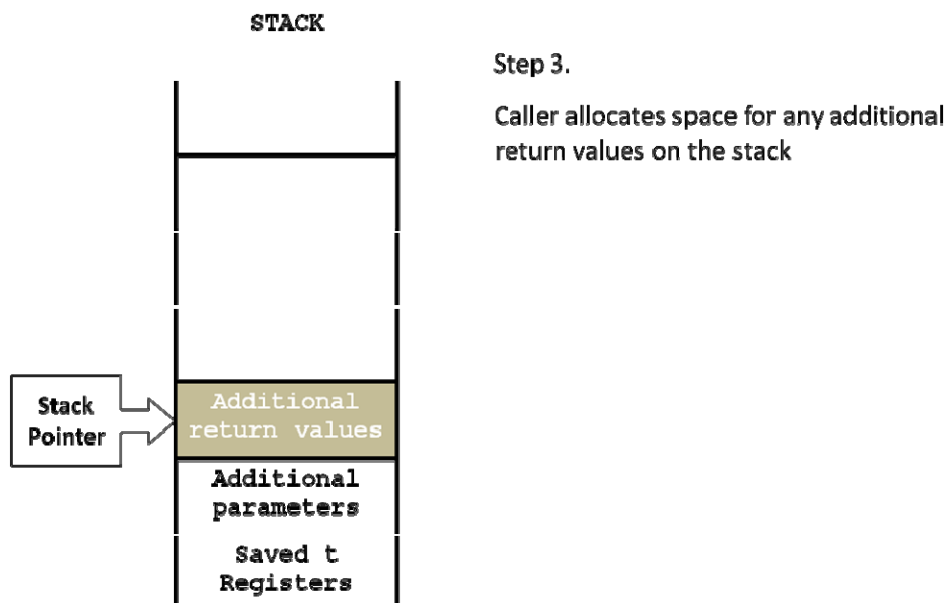 STACK
Step 3.
Caller allocates space for any additional
return values on the stack
Stack
Pointer
Additional
return values
Additional
parameters
Saved t
Registers